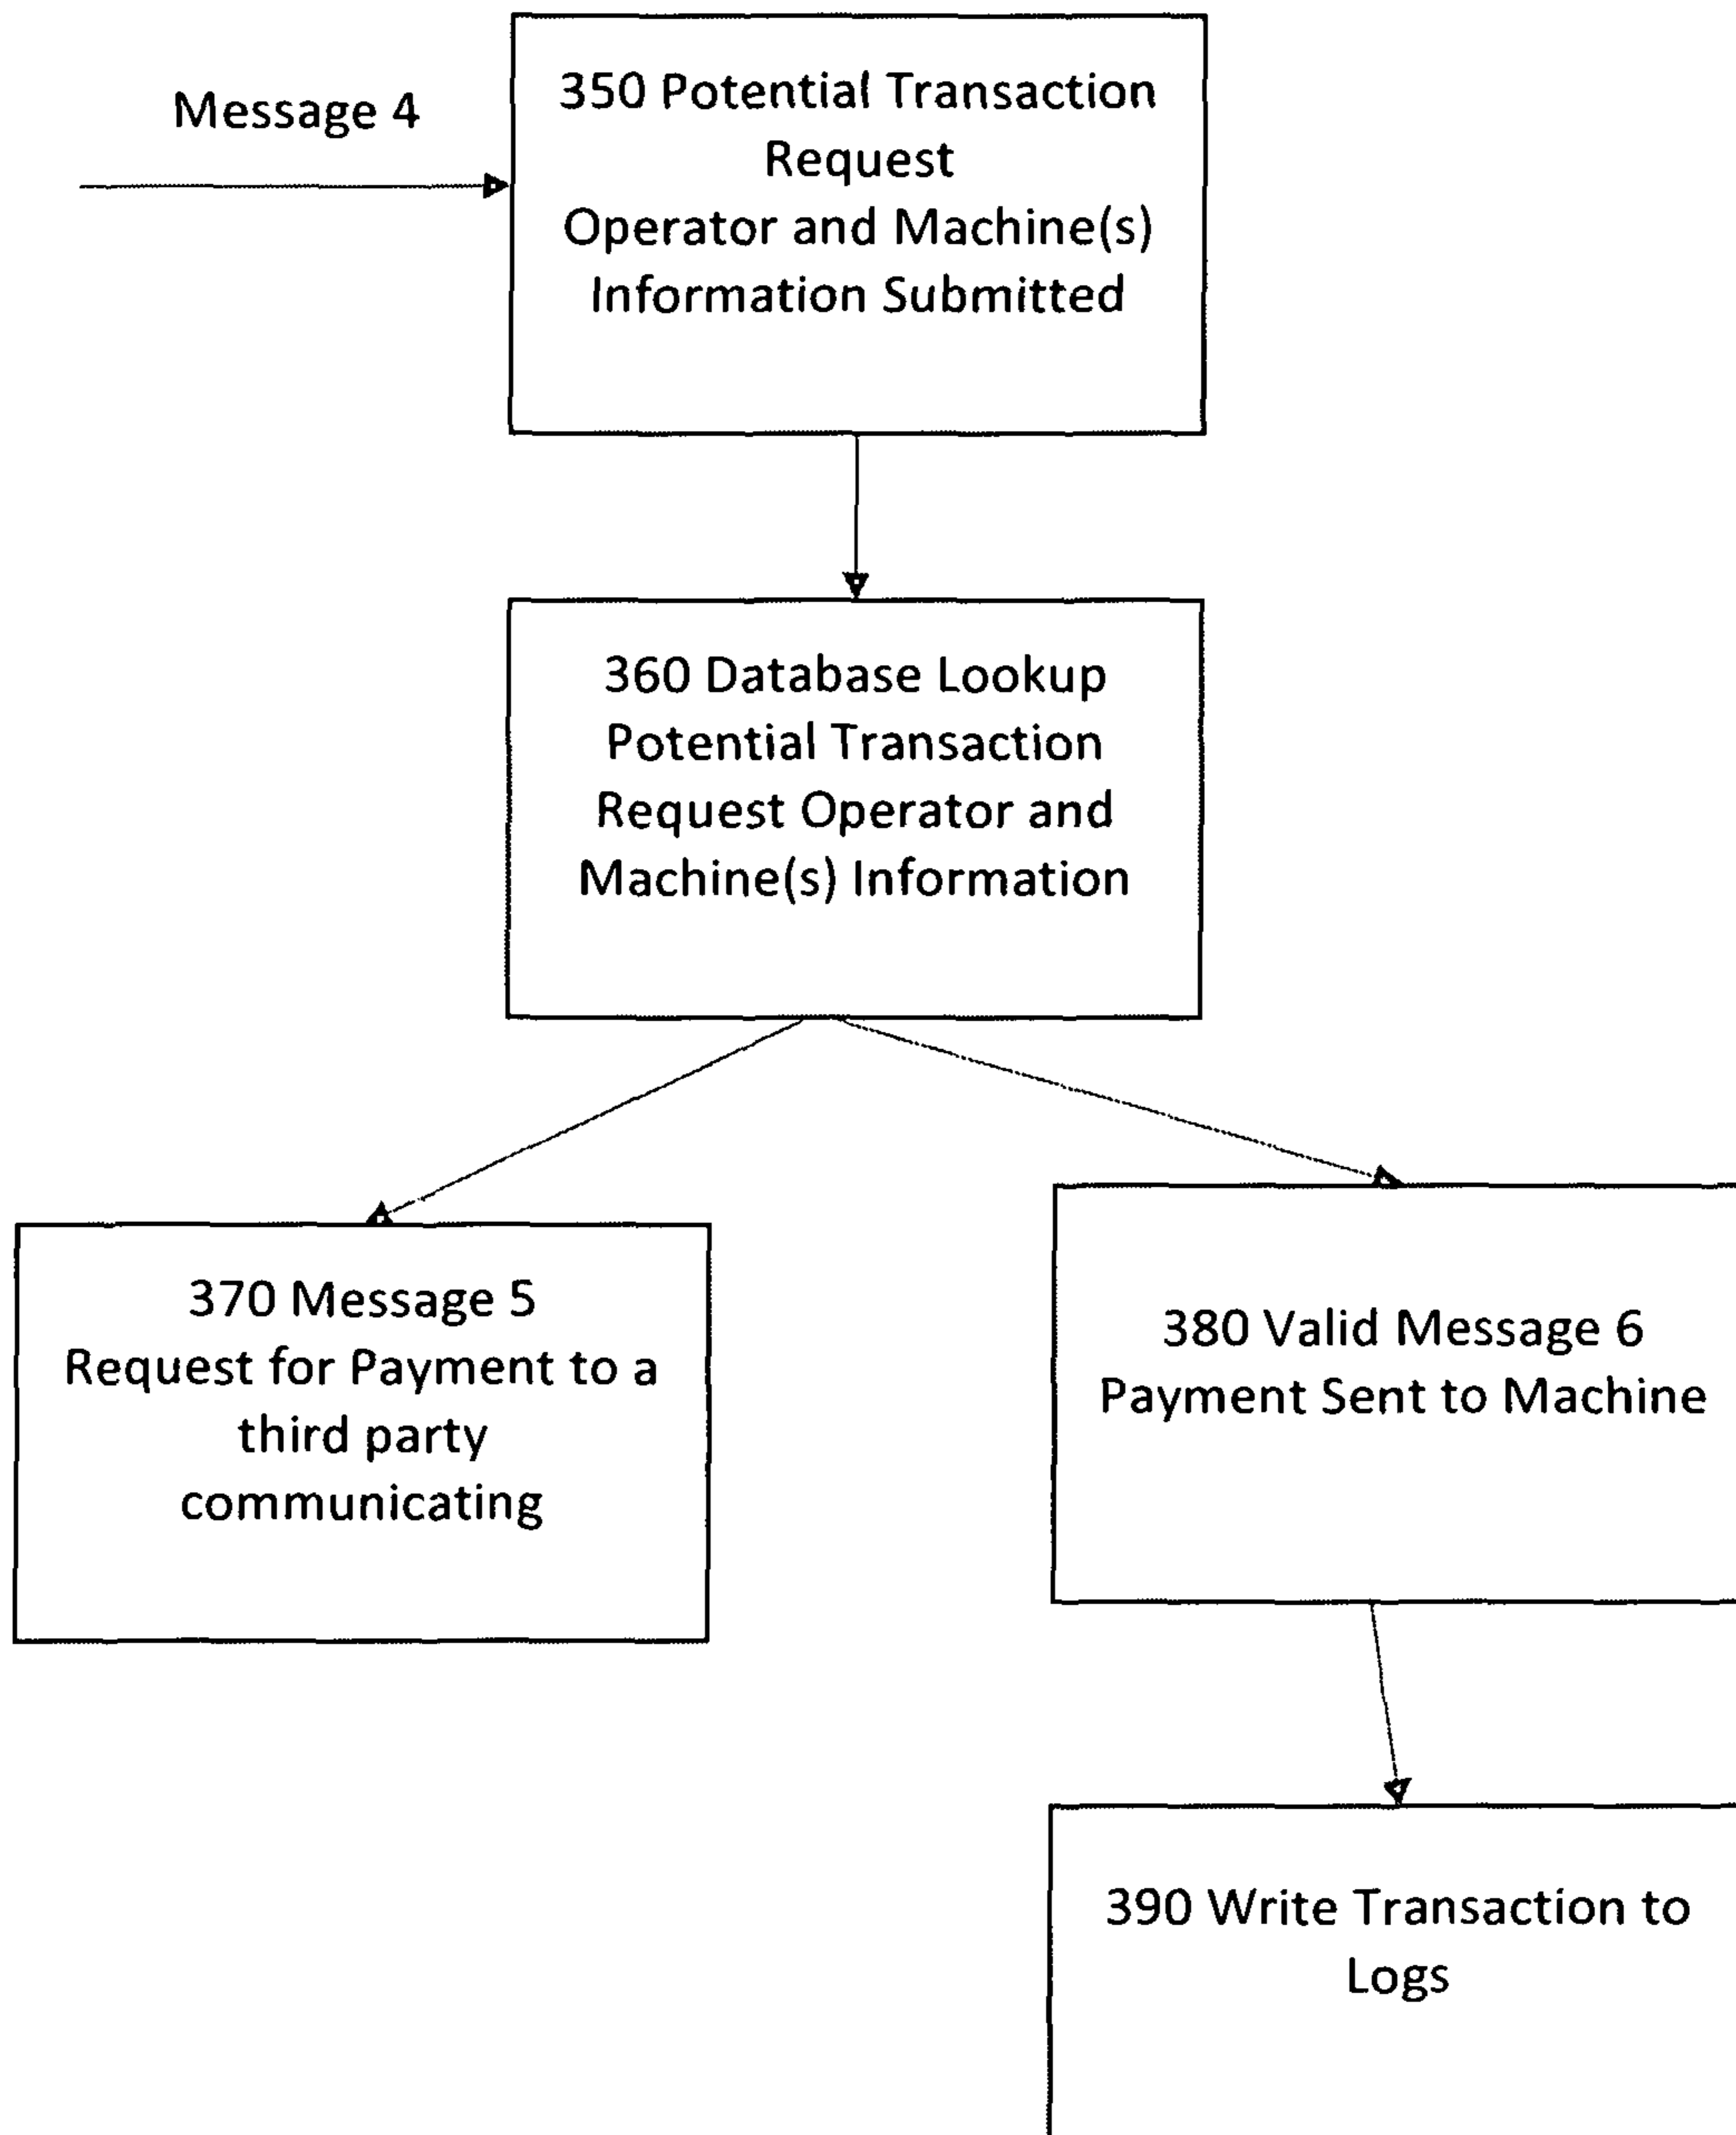 Message 4
350 Potential Transaction
Request
Operator and Machine(s)
Information Submitted
360 Database Lookup
Potential Transaction
Request Operator and
Machine(s) Information
370 Message 5
Request for Payment to a
third party
communicating
380 Valid Message 6
Payment Sent to Machine
390 Write Transaction to
Logs